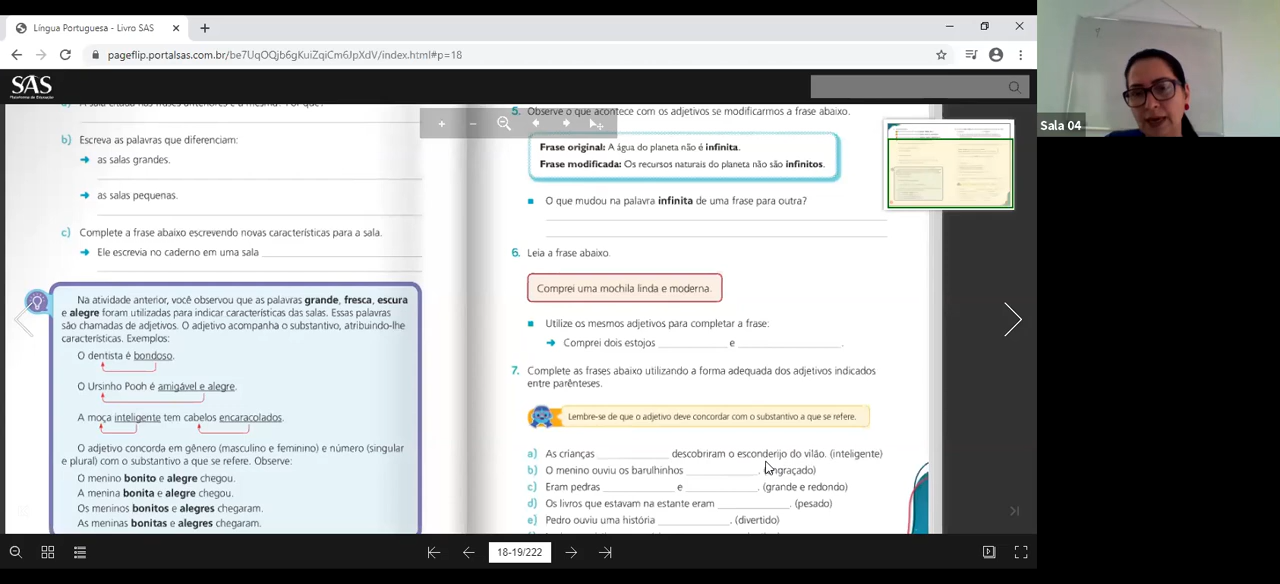 Língua Portuguesa - Livro SAS
pageflip.portalsas.com.br/be7UqOQjb6gKuiZqiCm6JpXdV/index.html#p=18
SAS
Plataforma de Educação
b) Escreva as palavras que diferenciam:
as salas grandes.
as salas pequenas.
c) Complete a frase abaixo escrevendo novas características para a sala.
Ele escrevia no caderno em uma sala
Na atividade anterior, você observou que as palavras grande, fresca, escura
e alegre foram utilizadas para indicar características das salas. Essas palavras
são chamadas de adjetivos. O adjetivo acompanha o substantivo, atribuindo-lhe
características. Exemplos:
O dentista é bondoso.
O Ursinho Pooh é amigável e alegre.
A moça inteligente tem cabelos encaracolados.
O adjetivo concorda em gênero (masculino e feminino) e número (singular
e plural) com o substantivo a que se refere. Observe:
O menino bonito e alegre chegou.
A menina bonita e alegre chegou.
Os meninos bonitos e alegres chegaram.
As meninas bonitas e alegres chegaram.
5. Observe o que acontece com os adjetivos se modificarmos a frase abaixo.
Frase original: A água do planeta não é infinita.
Frase modificada: Os recursos naturais do planeta não são infinitos.
O que mudou na palavra infinita de uma frase para outra?
6. Leia a frase abaixo.
Comprei uma mochila linda e moderna.
Utilize os mesmos adjetivos para completar a frase:
Comprei dois estojos e .
7. Complete as frases abaixo utilizando a forma adequada dos adjetivos indicados
entre parênteses.
Lembre-se de que o adjetivo deve concordar com o substantivo a que se refere.
a) As crianças descobriram o esconderijo do vilão. (inteligente)
b) O menino ouviu os barulhinhos . ngraçado)
c) Eram pedras e . (grande e redondo)
d) Os livros que estavam na estante eram . (pesado)
e) Pedro ouviu uma história . (divertido)
18-19/222
Sala 04